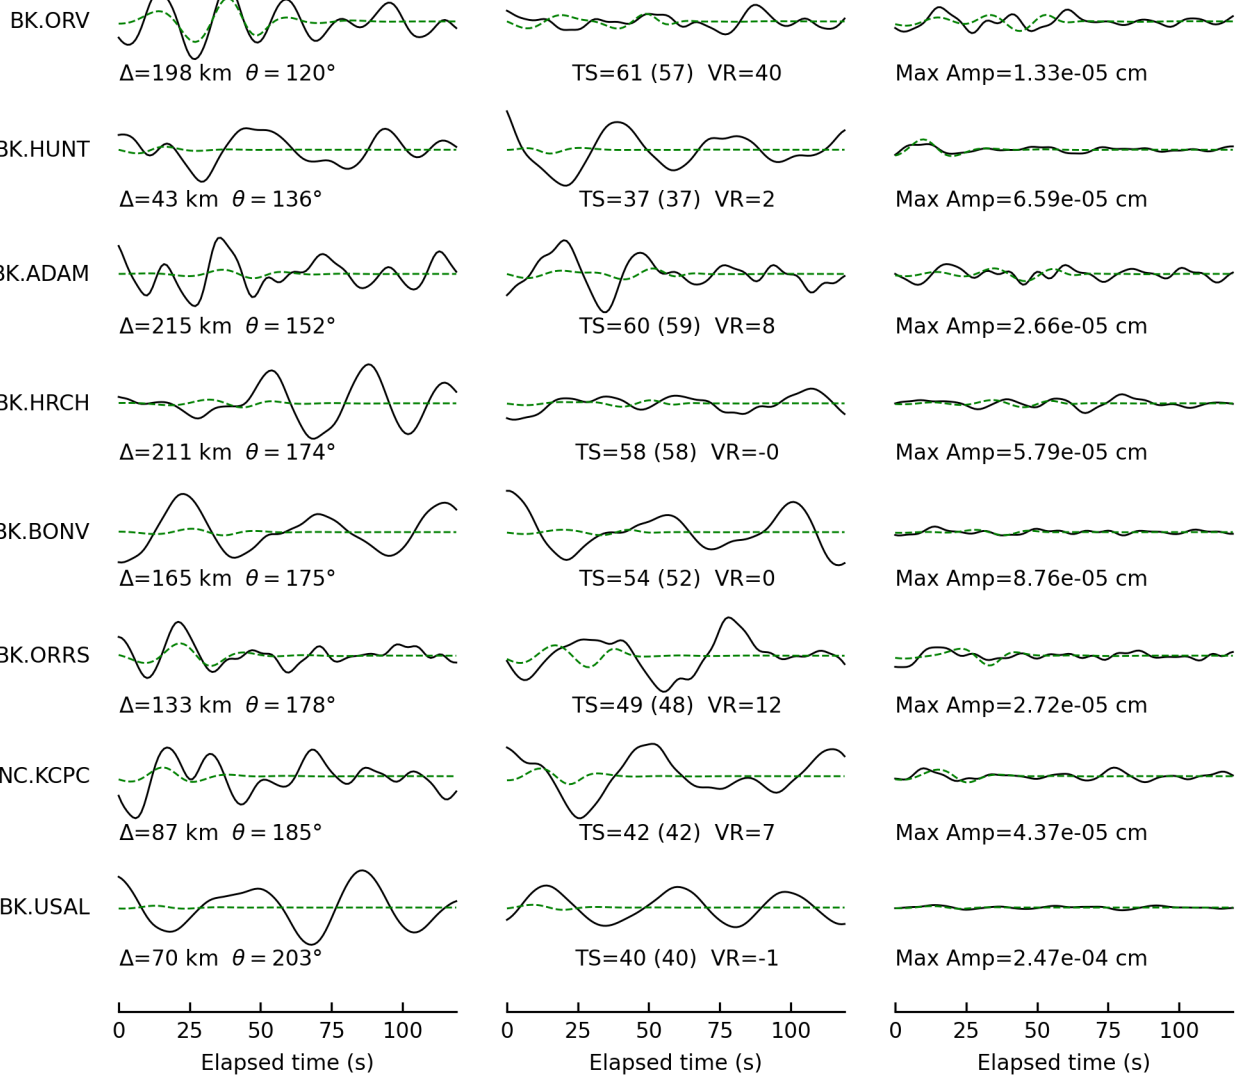 BK.ORV
Δ=198 km θ = 120° TS=61 (57) VR=40 Max Amp=1.33e-05 cm
BK.HUNT
Δ=43 km θ = 136° TS=37 (37) VR=2 Max Amp=6.59e-05 cm
BK.ADAM
Δ=215 km θ = 152° TS=60 (59) VR=8 Max Amp=2.66e-05 cm
BK.HRCH
Δ=211 km θ = 174° TS=58 (58) VR=-0 Max Amp=5.79e-05 cm
BK.BONV
Δ=165 km θ = 175° TS=54 (52) VR=0 Max Amp=8.76e-05 cm
BK.ORRS
Δ=133 km θ = 178° TS=49 (48) VR=12 Max Amp=2.72e-05 cm
NC.KCPC
Δ=87 km θ = 185° TS=42 (42) VR=7 Max Amp=4.37e-05 cm
BK.USAL
Δ=70 km θ = 203° TS=40 (40) VR=-1 Max Amp=2.47e-04 cm
0 25 50 75 100 0 25 50 75 100 0 25 50 75 100
Elapsed time (s) Elapsed time (s) Elapsed time (s)